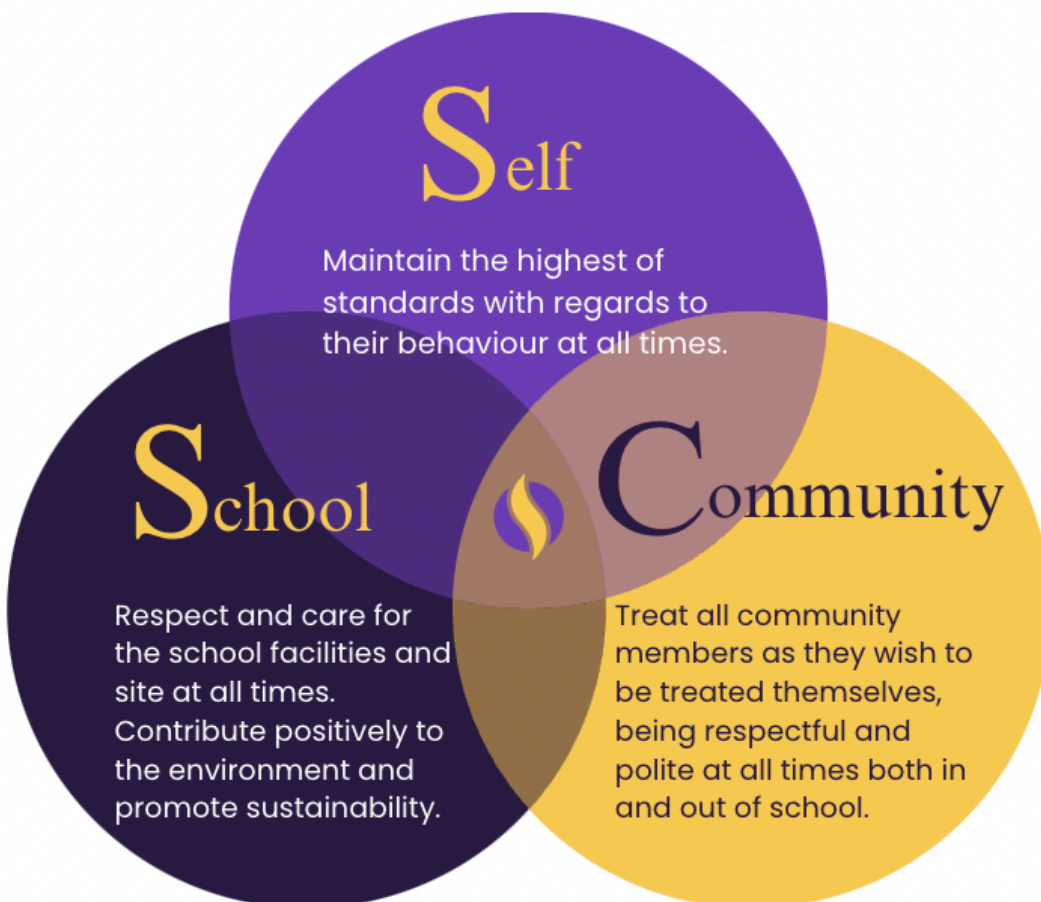 Self
Maintain the highest of
standards with regards to
their behaviour at all times.
School
Respect and care for
the school facilities and
site at all times.
Contribute positively to
the environment and
promote sustainability.
Community
Treat all community
members as they wish to
be treated themselves,
being respectful and
polite at all times both in
and out of school.